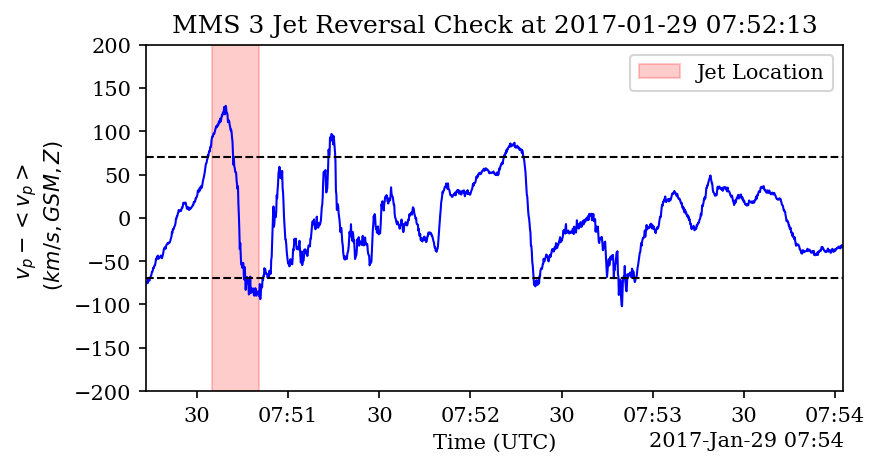 MMS 3 Jet Reversal Check at 2017-01-29 07:52:13
200
150
100
50
0
−50
−100
−150
−200
v_p − < v_p >
(km/s, GSM, Z)
Jet Location
30
07:51
30
07:52
30
07:53
30
07:54
Time (UTC)
2017-Jan-29 07:54